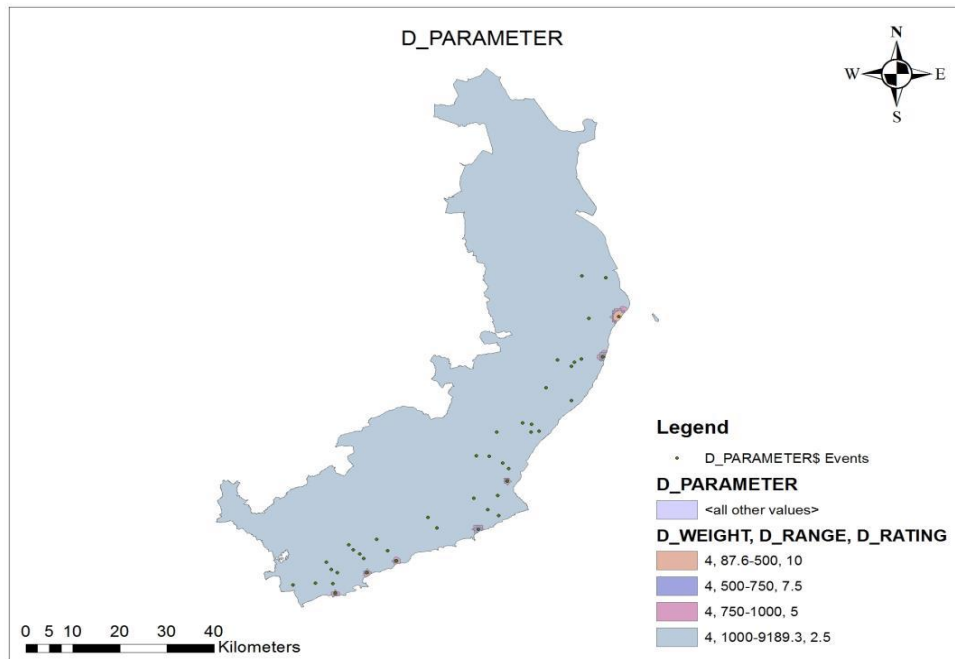 D_PARAMETER
N
W E
S
Legend
D_PARAMETER$ Events
D_PARAMETER
<all other values>
D_WEIGHT, D_RANGE, D_RATING
4, 87.6-500, 10
4, 500-750, 7.5
4, 750-1000, 5
4, 1000-9189.3, 2.5
0 5 10 20 30 40
Kilometers